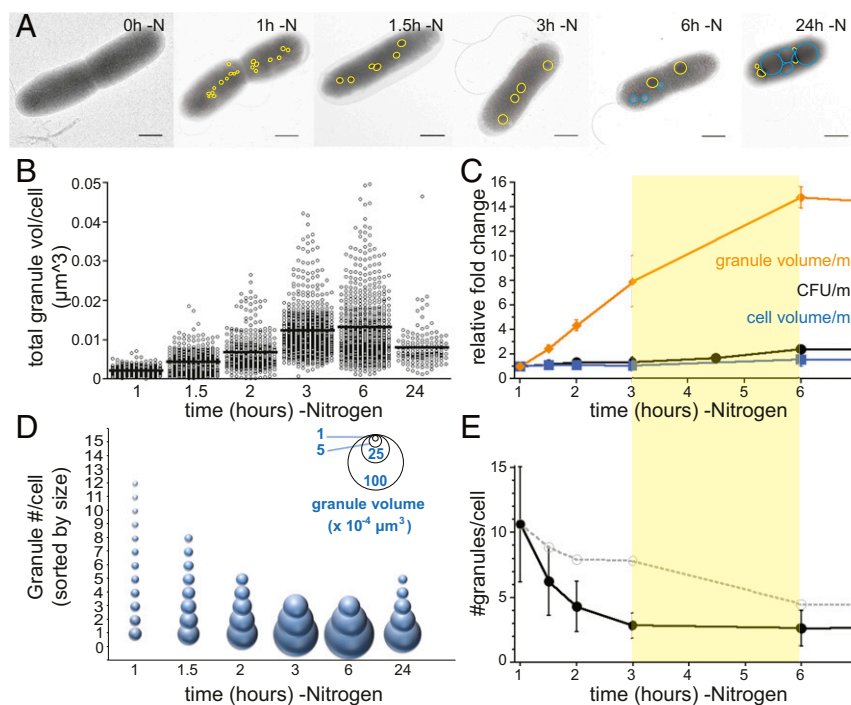 A
0h -N
1h -N
1.5h -N
3h -N
6h -N
24h -N
B
total granule vol/cell
(µm^3)
0.05
0.04
0.03
0.02
0.01
0
1
1.5
2
3
6
24
time (hours) -Nitrogen
C
relative fold change
16
14
12
10
8
6
4
2
0
granule volume/m
CFU/m
cell volume/m
1
2
3
4
5
6
time (hours) -Nitrogen
D
Granule #/cell
(sorted by size)
15
14
13
12
11
10
9
8
7
6
5
4
3
2
1
0
1
5
25
100
granule volume
(x 10-4 µm3)
1
1.5
2
3
6
24
time (hours) -Nitrogen
E
#granules/cell
15
10
5
0
1
2
3
4
5
6
time (hours) -Nitrogen